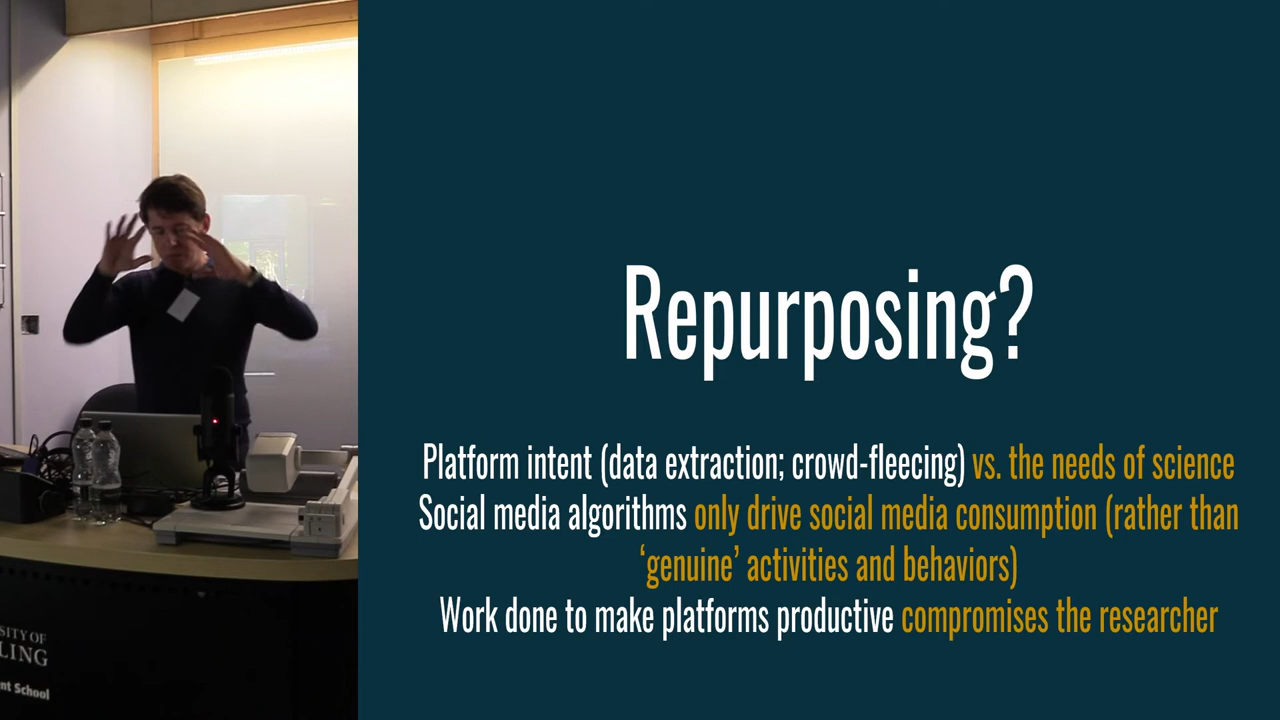 Repurposing?
Platform intent (data extraction; crowd-fleecing) vs. the needs of science
Social media algorithms only drive social media consumption (rather than
‘genuine’ activities and behaviors)
Work done to make platforms productive compromises the researcher
SITY OF
LING
nt School